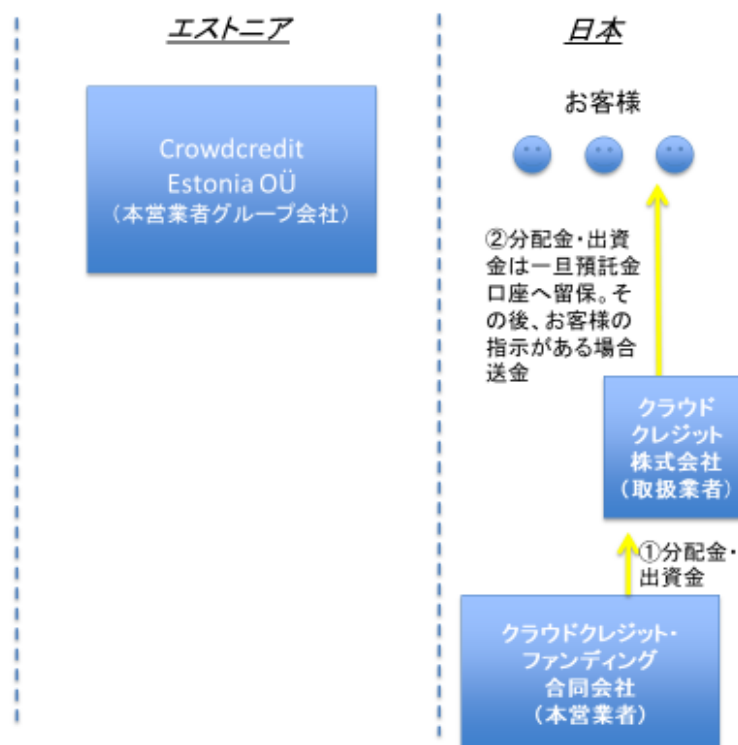 エストニア
Crowdcredit
Estonia OÜ
（本営業者グループ会社）
日本
お客様
②分配金・出資
金は一旦預託金
口座へ留保。そ
の後、お客様の
指示がある場合
送金
クラウド
クレジット
株式会社
（取扱業者）
①分配金・
出資金
クラウドクレジット・
ファンディング
合同会社
（本営業者）